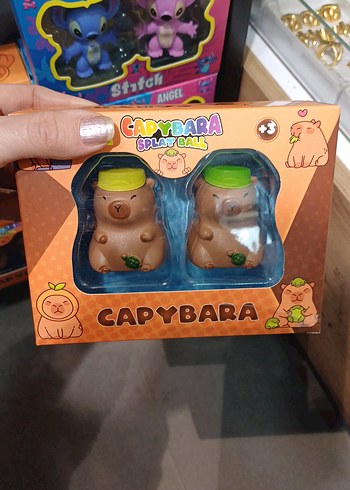 Stitch
ANGEL
CAPYBARA
SPLAT BALL
+3
CAPYBARA